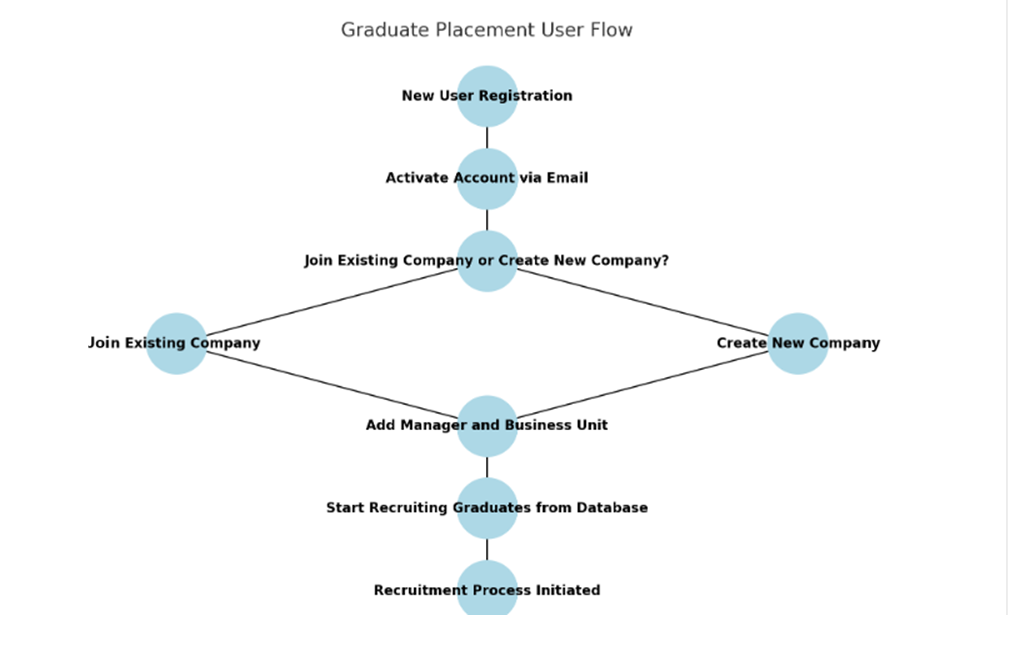 Graduate Placement User Flow
New User Registration
Activate Account via Email
Join Existing Company or Create New Company?
Join Existing Company
Create New Company
Add Manager and Business Unit
Start Recruiting Graduates from Database
Recruitment Process Initiated